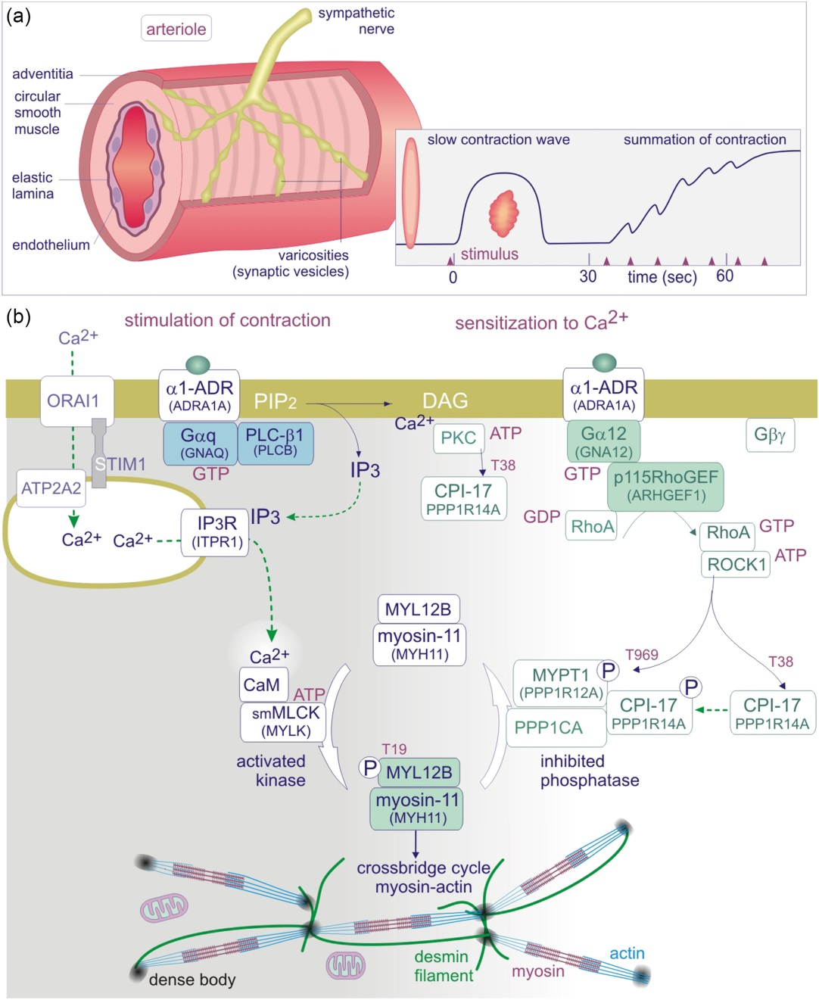 (a)
arteriole
sympathetic
nerve
adventitia
circular
smooth
muscle
elastic
lamina
endothelium
varicosities
(synaptic vesicles)
slow contraction wave
summation of contraction
stimulus
0
30
time (sec)
60
(b)
stimulation of contraction
sensitization to Ca2+
Ca2+
ORAI1
α1-ADR
(ADRA1A)
PIP2
DAG
α1-ADR
(ADRA1A)
Gαq
(GNAQ)
PLC-β1
(PLCB)
GTP
Ca2+
PKC
ATP
Gα12
(GNA12)
Gβγ
STIM1
ATP2A2
IP3
T38
CPI-17
PPP1R14A
GTP
p115RhoGEF
(ARHGEF1)
Ca2+
Ca2+
IP3R
(ITPR1)
IP3
GDP
RhoA
RhoA
GTP
ROCK1
ATP
MYL12B
myosin-11
(MYH11)
Ca2+
CaM
ATP
smMLCK
(MYLK)
activated
kinase
T969
T38
MYPT1
(PPP1R12A)
P
PPP1CA
CPI-17
PPP1R14A
P
CPI-17
PPP1R14A
inhibited
phosphatase
T19
P
MYL12B
myosin-11
(MYH11)
crossbridge cycle
myosin-actin
desmin
filament
myosin
actin
dense body